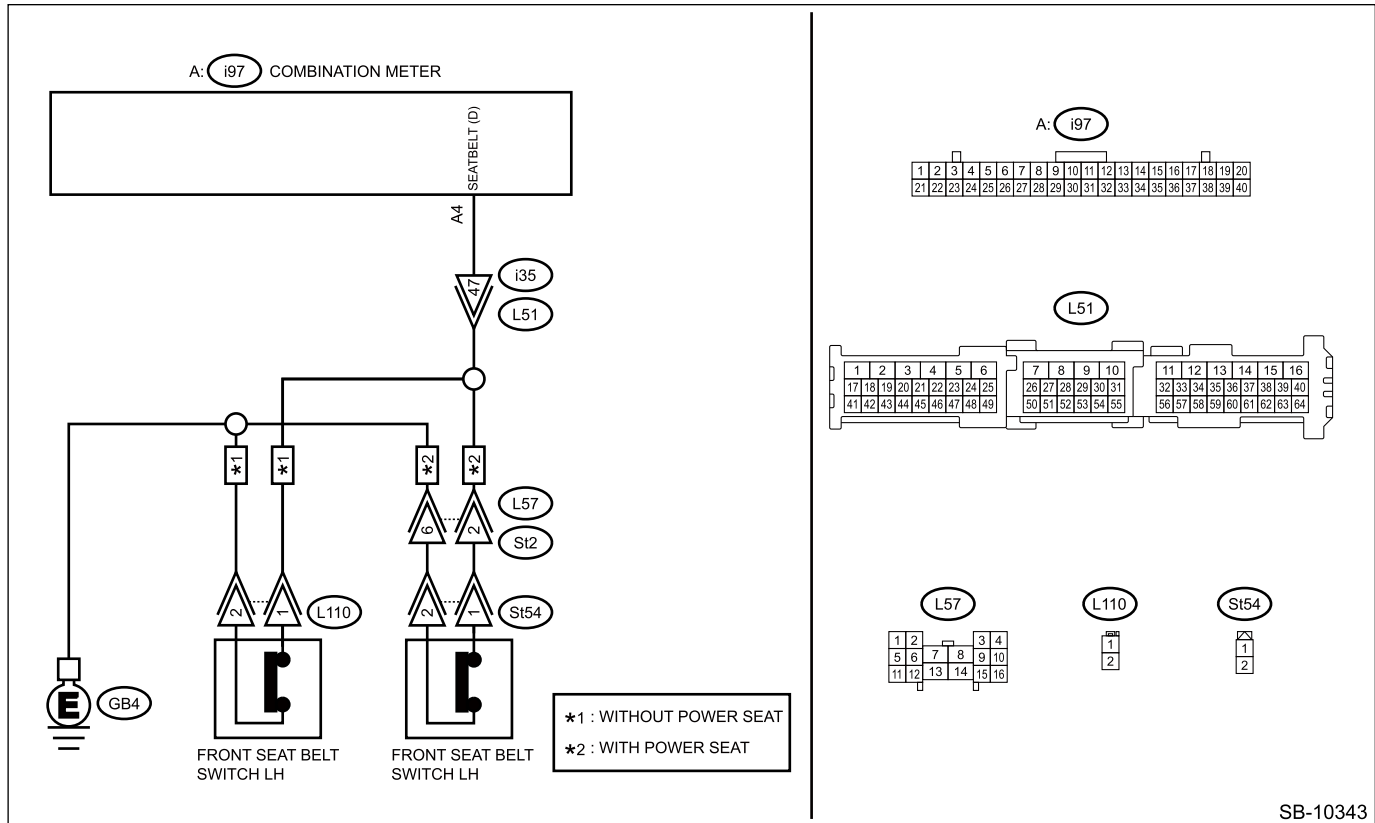 A: i97 COMBINATION METER
SEATBELT (D)
A4
47
i35
L51
*1
*1
*2
*2
6
2
L57
St2
2
1
L110
2
1
St54
E
GB4
FRONT SEAT BELT
SWITCH LH
FRONT SEAT BELT
SWITCH LH
*1 : WITHOUT POWER SEAT
*2 : WITH POWER SEAT
A: i97
1 2 3 4 5 6 7 8 9 10 11 12 13 14 15 16 17 18 19 20
21 22 23 24 25 26 27 28 29 30 31 32 33 34 35 36 37 38 39 40
L51
1 2 3 4 5 6 7 8 9 10 11 12 13 14 15 16
17 18 19 20 21 22 23 24 25 26 27 28 29 30 31 32 33 34 35 36 37 38 39 40
41 42 43 44 45 46 47 48 49 50 51 52 53 54 55 56 57 58 59 60 61 62 63 64
L57
1 2 3 4
5 6 7 8 9 10
11 12 13 14 15 16
L110
1
2
St54
1
2
SB-10343